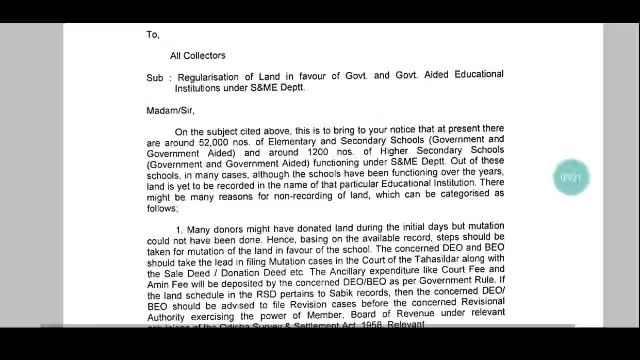 To,
All Collectors
Sub : Regularisation of Land in favour of Govt. and Govt. Aided Educational
Institutions under S&ME Deptt.
Madam/Sir,
On the subject cited above, this is to bring to your notice that at present there
are around 52,000 nos. of Elementary and Secondary Schools (Government and
Government Aided) and around 1200 nos. of Higher Secondary Schools
(Government and Government Aided) functioning under S&ME Deptt. Out of these
schools, in many cases, although the schools have been functioning over the years,
land is yet to be recorded in the name of that particular Educational Institution. There
might be many reasons for non-recording of land, which can be categorised as
follows;
1. Many donors might have donated land during the initial days but mutation
could not have been done. Hence, basing on the available record, steps should be
taken for mutation of the land in favour of the school. The concerned DEO and BEO
should take the lead in filing Mutation cases in the Court of the Tahasildar along with
the Sale Deed / Donation Deed etc. The Ancillary expenditure like Court Fee and
Amin Fee will be deposited by the concerned DEO/BEO as per Government Rule. If
the land schedule in the RSD pertains to Sabik records, then the concerned DEO/
BEO should be advised to file Revision cases before the concerned Revisional
Authority exercising the power of Member, Board of Revenue under relevant
provisions of the Odisha Survey & Settlement Act, 1958. Relevant